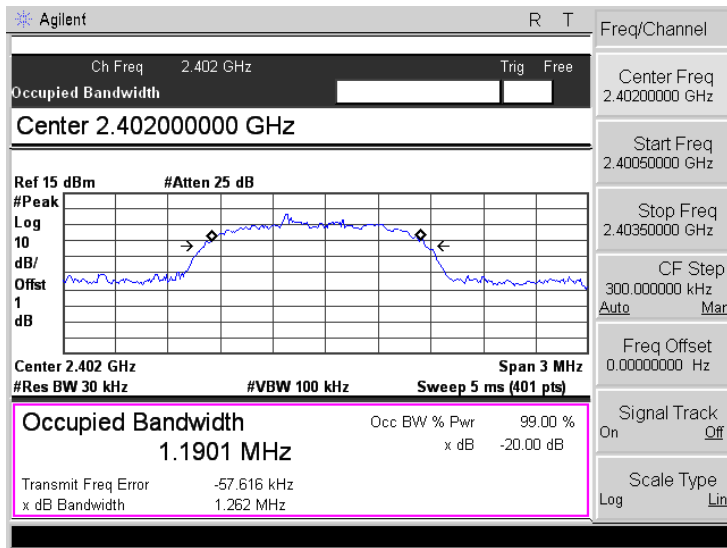 Agilent R T
Ch Freq 2.402 GHz Trig Free
Occupied Bandwidth
Center 2.402000000 GHz
Ref 15 dBm #Atten 25 dB
#Peak
Log
10
dB/
Offst
1
dB
Center 2.402 GHz Span 3 MHz
#Res BW 30 kHz #VBW 100 kHz Sweep 5 ms (401 pts)
Occupied Bandwidth Occ BW % Pwr 99.00 %
1.1901 MHz x dB -20.00 dB
Transmit Freq Error -57.616 kHz
x dB Bandwidth 1.262 MHz
Freq/Channel
Center Freq
2.40200000 GHz
Start Freq
2.40050000 GHz
Stop Freq
2.40350000 GHz
CF Step
300.000000 kHz
Auto Man
Freq Offset
0.00000000 Hz
Signal Track
On Off
Scale Type
Log Lin